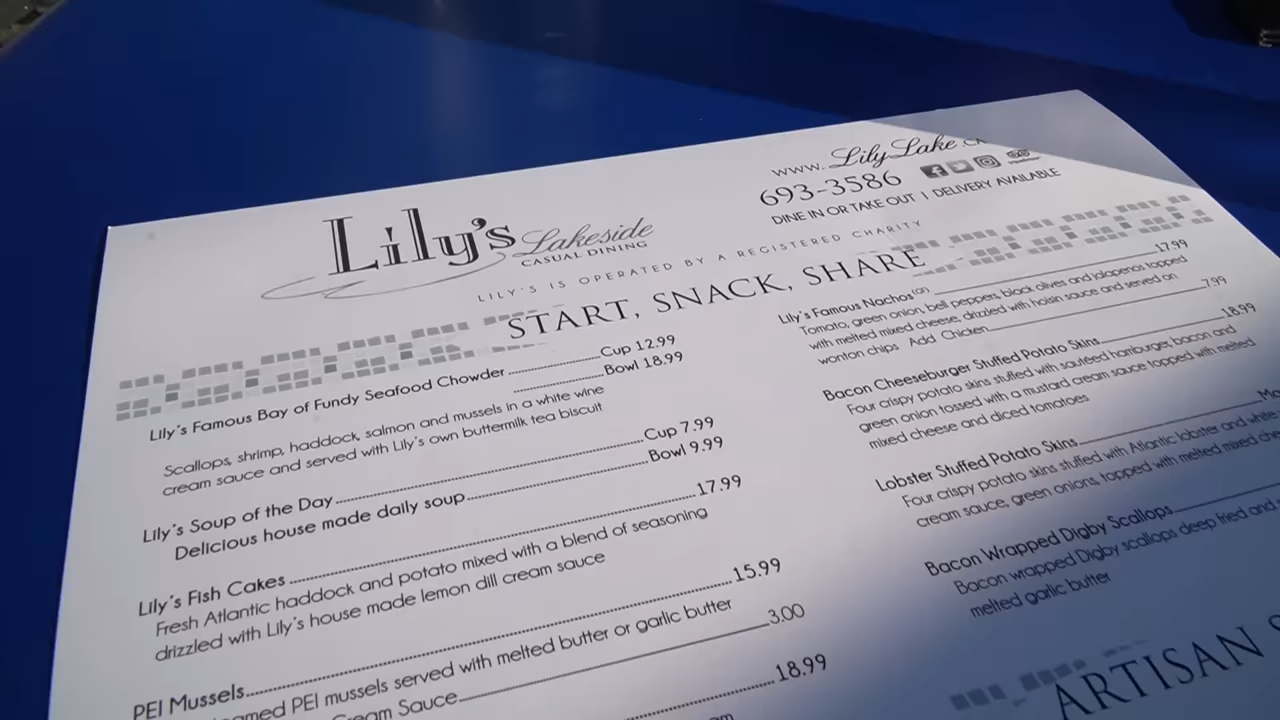 www.LilyLake.ca
693-3586
DINE IN OR TAKE OUT | DELIVERY AVAILABLE
Lily's Lakeside
CASUAL DINING
LILY'S IS OPERATED BY A REGISTERED CHARITY
START, SNACK, SHARE
Lily's Famous Bay of Fundy Seafood Chowder Cup 12.99
Bowl 18.99
Scallops, shrimp, haddock, salmon and mussels in a white wine
cream sauce and served with Lily's own buttermilk tea biscuit
Lily's Soup of the Day Cup 7.99
Delicious house made daily soup Bowl 9.99
Lily's Fish Cakes 17.99
Fresh Atlantic haddock and potato mixed with a blend of seasoning
drizzled with Lily's house made lemon dill cream sauce
PEI Mussels 15.99
PEI mussels served with melted butter or garlic butter
Sauce 3.00
18.99
Lily's Famous Nachos 17.99
Tomato, green onion, bell peppers, black olives and jalapenos topped
with melted mixed cheese, drizzled with hoisin sauce and served on
wonton chips Add Chicken 7.99
Bacon Cheeseburger Stuffed Potato Skins 18.99
Four crispy potato skins stuffed with sautéed hamburger, bacon and
green onion tossed with a mustard cream sauce topped with melted
mixed cheese and diced tomatoes
Lobster Stuffed Potato Skins
Four crispy potato skins stuffed with Atlantic lobster and white
cream sauce, green onions, topped with melted mixed
Bacon Wrapped Digby Scallops
Bacon wrapped Digby scallops deep fried and
melted garlic butter
ARTISAN